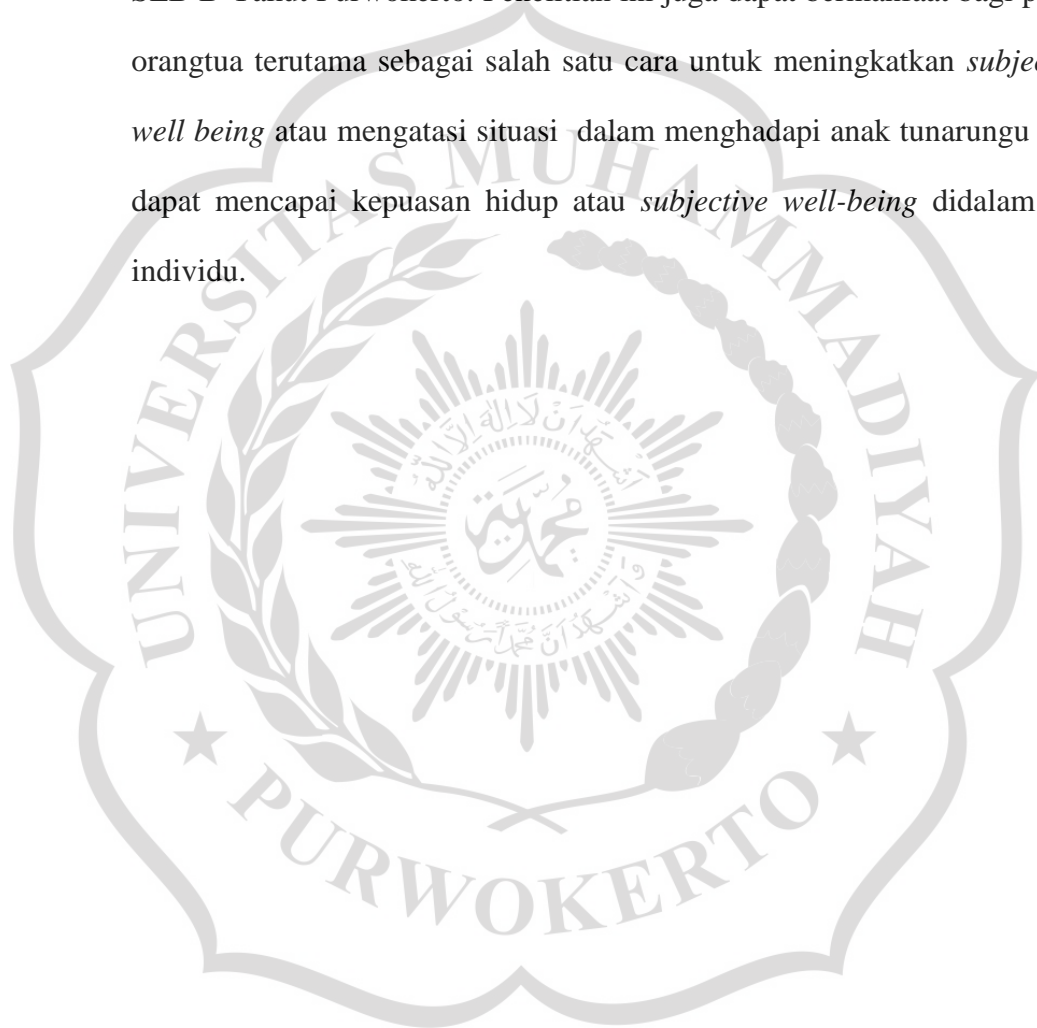 orangtua terutama sebagai salah satu cara untuk meningkatkan subjec
well being atau mengatasi situasi dalam menghadapi anak tunarungu
dapat mencapai kepuasan hidup atau subjective well-being didalam
individu.
UNIVERSITAS MUHAMMADIYAH
PURWOKERTO